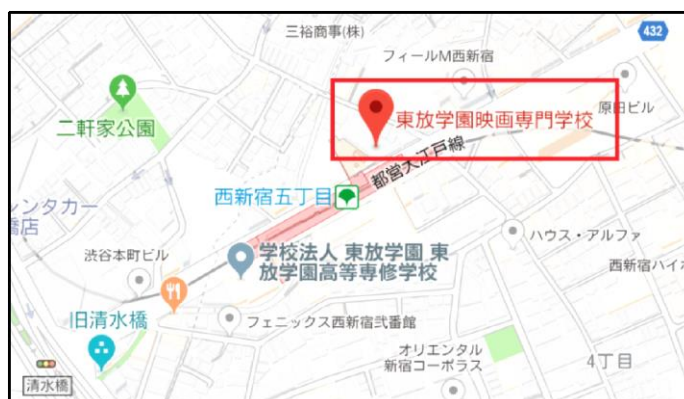 三裕商事(株)
432
フィールM西新宿
二軒家公園
東放学園映画専門学校
原田ビル
都営大江戸線
西新宿五丁目
レンタカー
橋店
渋谷本町ビル
学校法人 東放学園 東
放学園高等専修学校
ハウス・アルファ
西新宿ハイホ
旧清水橋
フェニックス西新宿弐番館
オリエンタル
新宿コーポラス
4丁目
清水橋